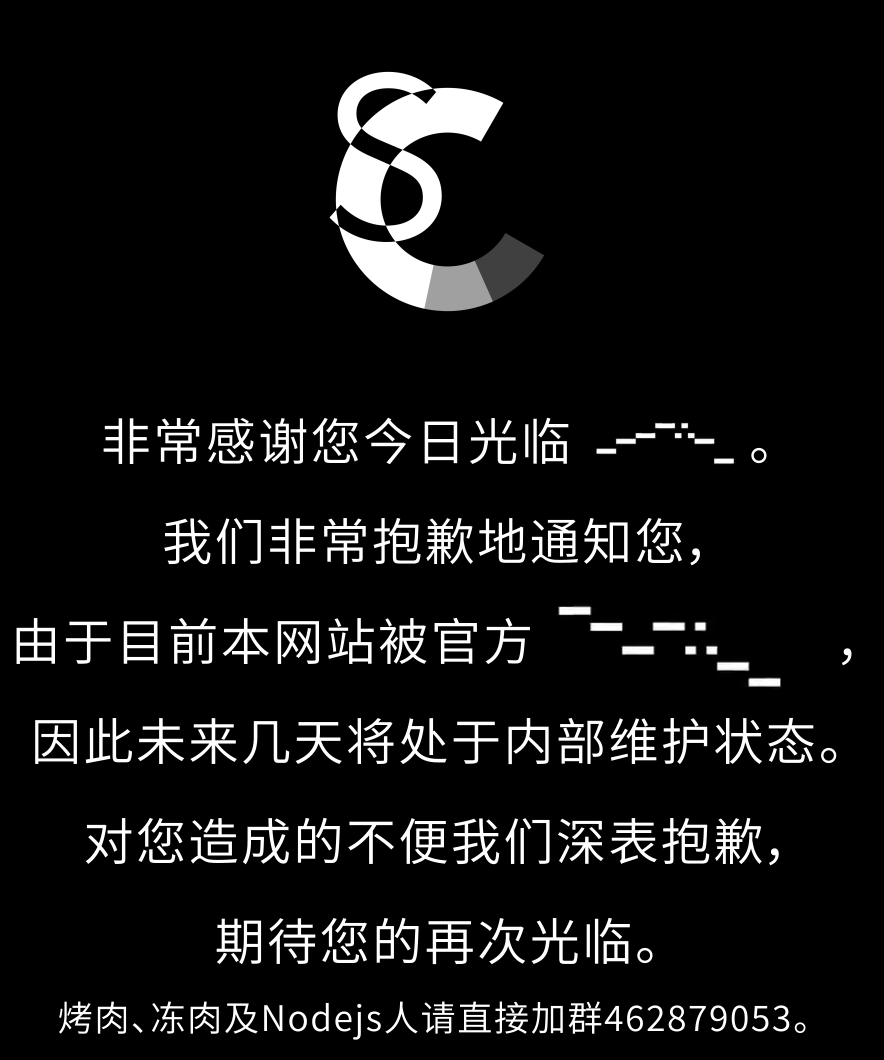 非常感谢您今日光临 。
我们非常抱歉地通知您，
由于目前本网站被官方 ，
因此未来几天将处于内部维护状态。
对您造成的不便我们深表抱歉，
期待您的再次光临。
烤肉、冻肉及Nodejs人请直接加群462879053。